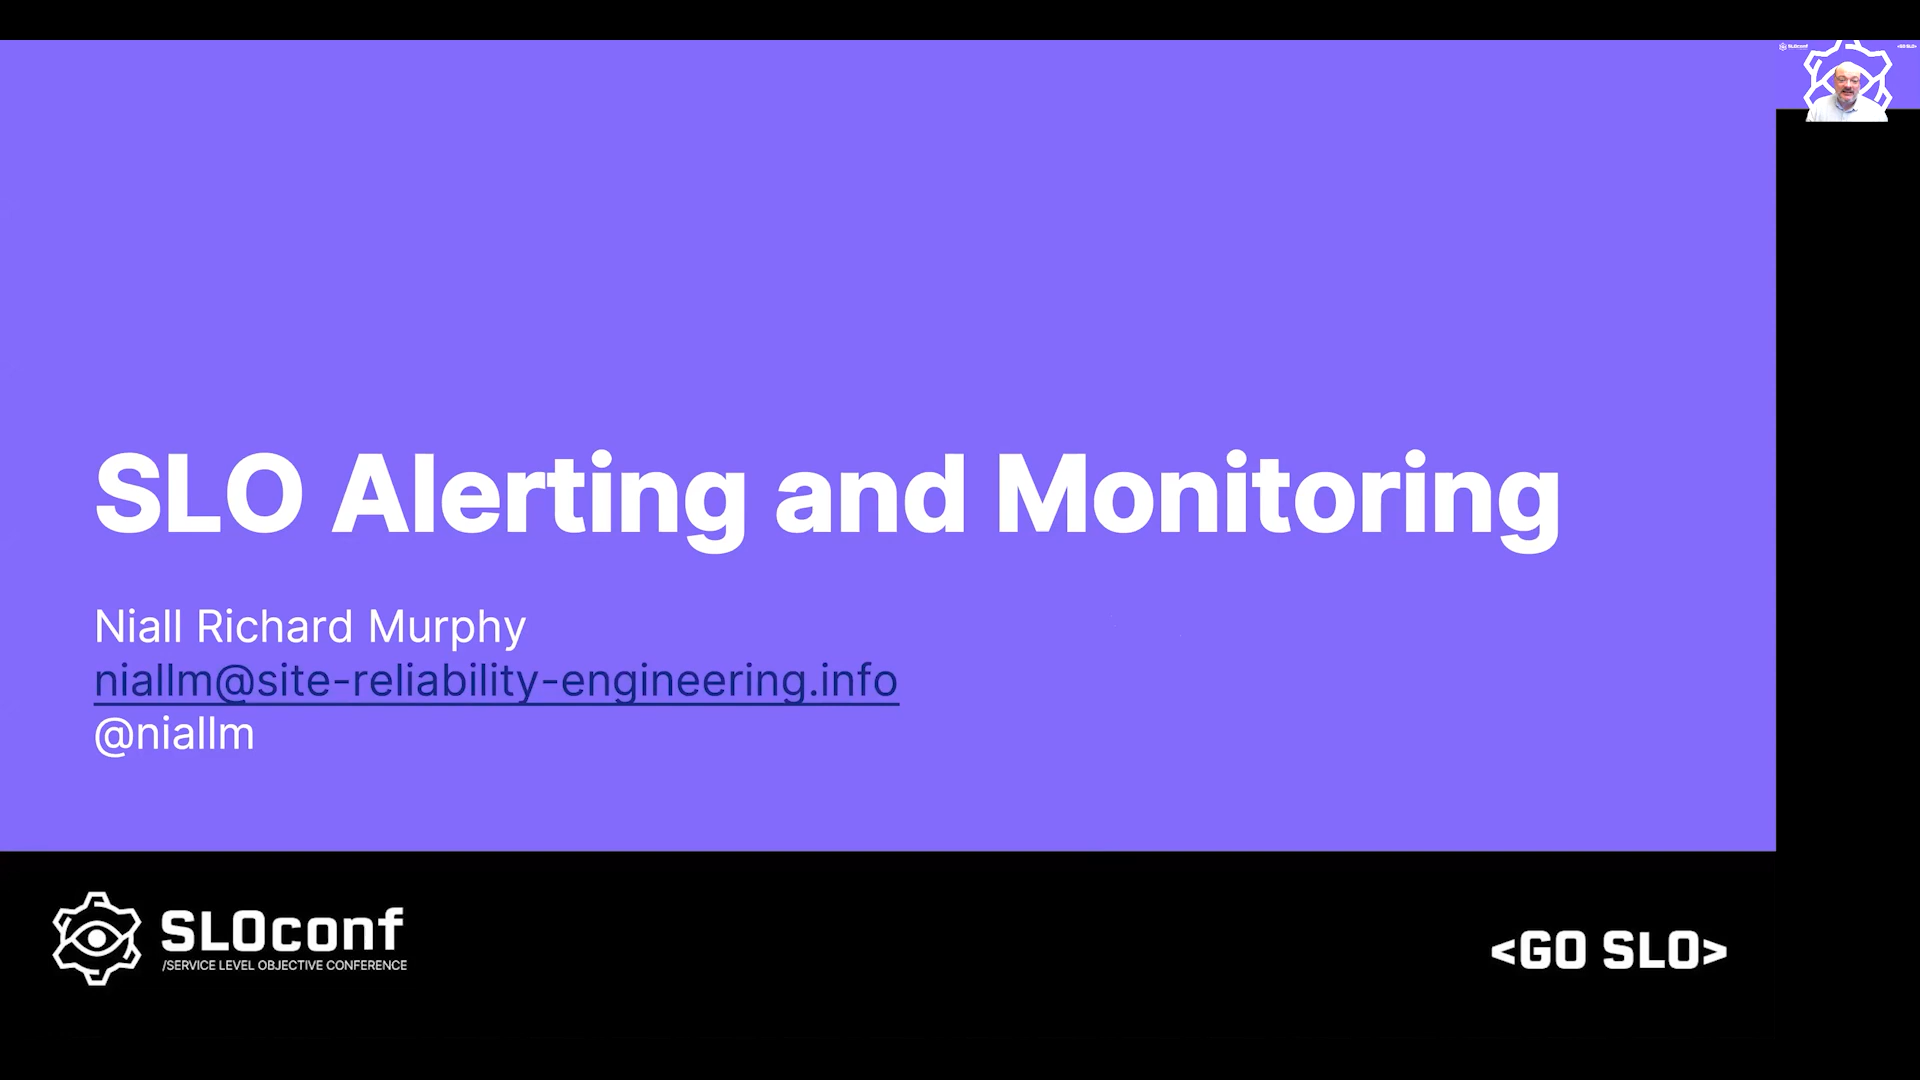 SLO Alerting and Monitoring
Niall Richard Murphy
niallm@site-reliability-engineering.info
@niallm
SLOconf
/SERVICE LEVEL OBJECTIVE CONFERENCE
<GO SLO>